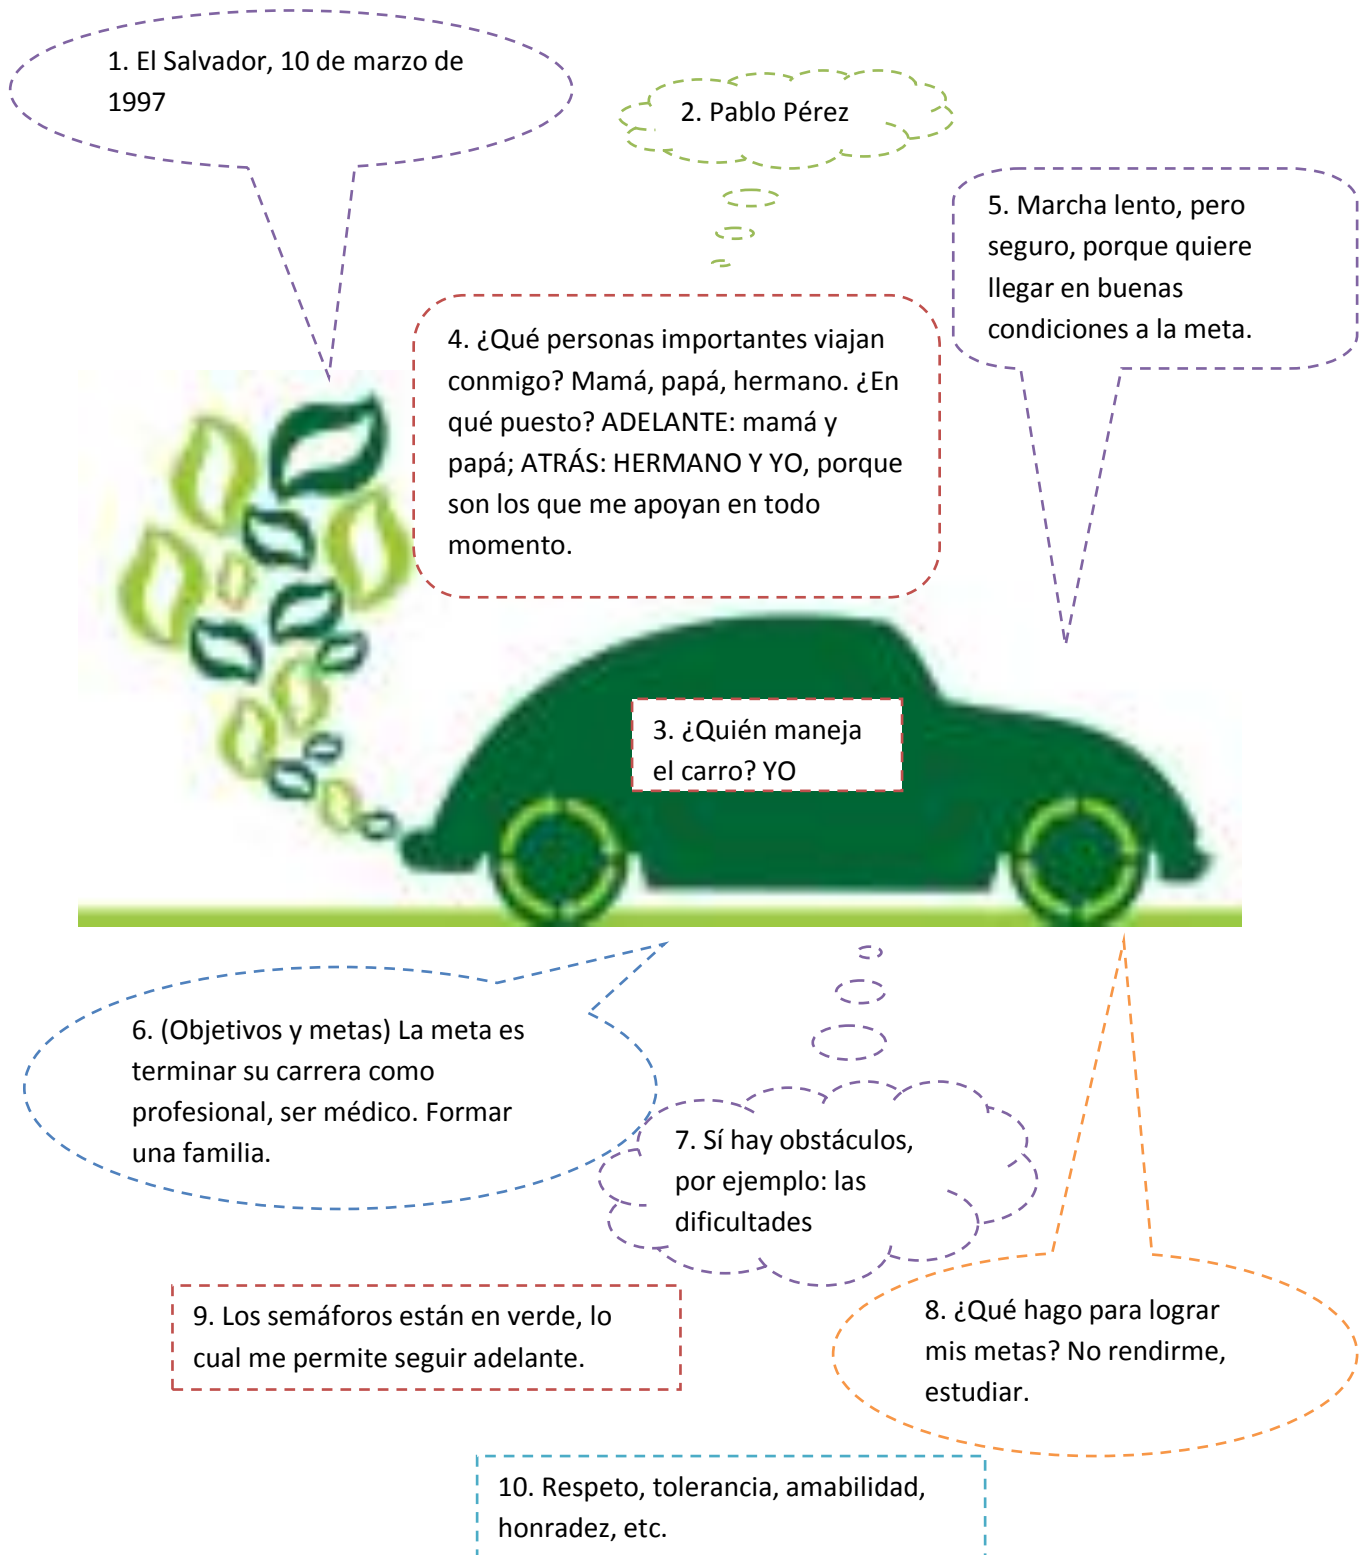 1. El Salvador, 10 de marzo de
1997
2. Pablo Pérez
5. Marcha lento, pero
seguro, porque quiere
llegar en buenas
condiciones a la meta.
4. ¿Qué personas importantes viajan
conmigo? Mamá, papá, hermano. ¿En
qué puesto? ADELANTE: mamá y
papá; ATRÁS: HERMANO Y YO, porque
son los que me apoyan en todo
momento.
3. ¿Quién maneja
el carro? YO
6. (Objetivos y metas) La meta es
terminar su carrera como
profesional, ser médico. Formar
una familia.
7. Sí hay obstáculos,
por ejemplo: las
dificultades
9. Los semáforos están en verde, lo
cual me permite seguir adelante.
8. ¿Qué hago para lograr
mis metas? No rendirme,
estudiar.
10. Respeto, tolerancia, amabilidad,
honradez, etc.